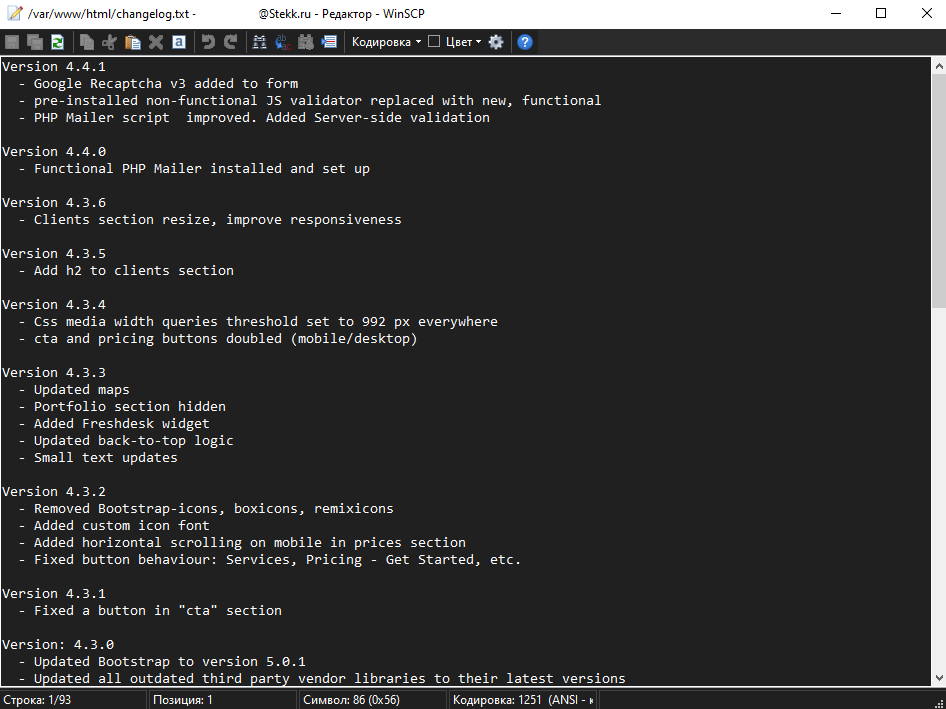 /var/www/html/changelog.txt - @Stekk.ru - Редактор - WinSCP
Кодировка Цвет
Version 4.4.1
- Google Recaptcha v3 added to form
- pre-installed non-functional JS validator replaced with new, functional
- PHP Mailer script  improved. Added Server-side validation
Version 4.4.0
- Functional PHP Mailer installed and set up
Version 4.3.6
- Clients section resize, improve responsiveness
Version 4.3.5
- Add h2 to clients section
Version 4.3.4
- Css media width queries threshold set to 992 px everywhere
- cta and pricing buttons doubled (mobile/desktop)
Version 4.3.3
- Updated maps
- Portfolio section hidden
- Added Freshdesk widget
- Updated back-to-top logic
- Small text updates
Version 4.3.2
- Removed Bootstrap-icons, boxicons, remixicons
- Added custom icon font
- Added horizontal scrolling on mobile in prices section
- Fixed button behaviour: Services, Pricing - Get Started, etc.
Version 4.3.1
- Fixed a button in "cta" section
Version: 4.3.0
- Updated Bootstrap to version 5.0.1
- Updated all outdated third party vendor libraries to their latest versions
Строка: 1/93 Позиция: 1 Символ: 86 (0x56) Кодировка: 1251  (ANSI -